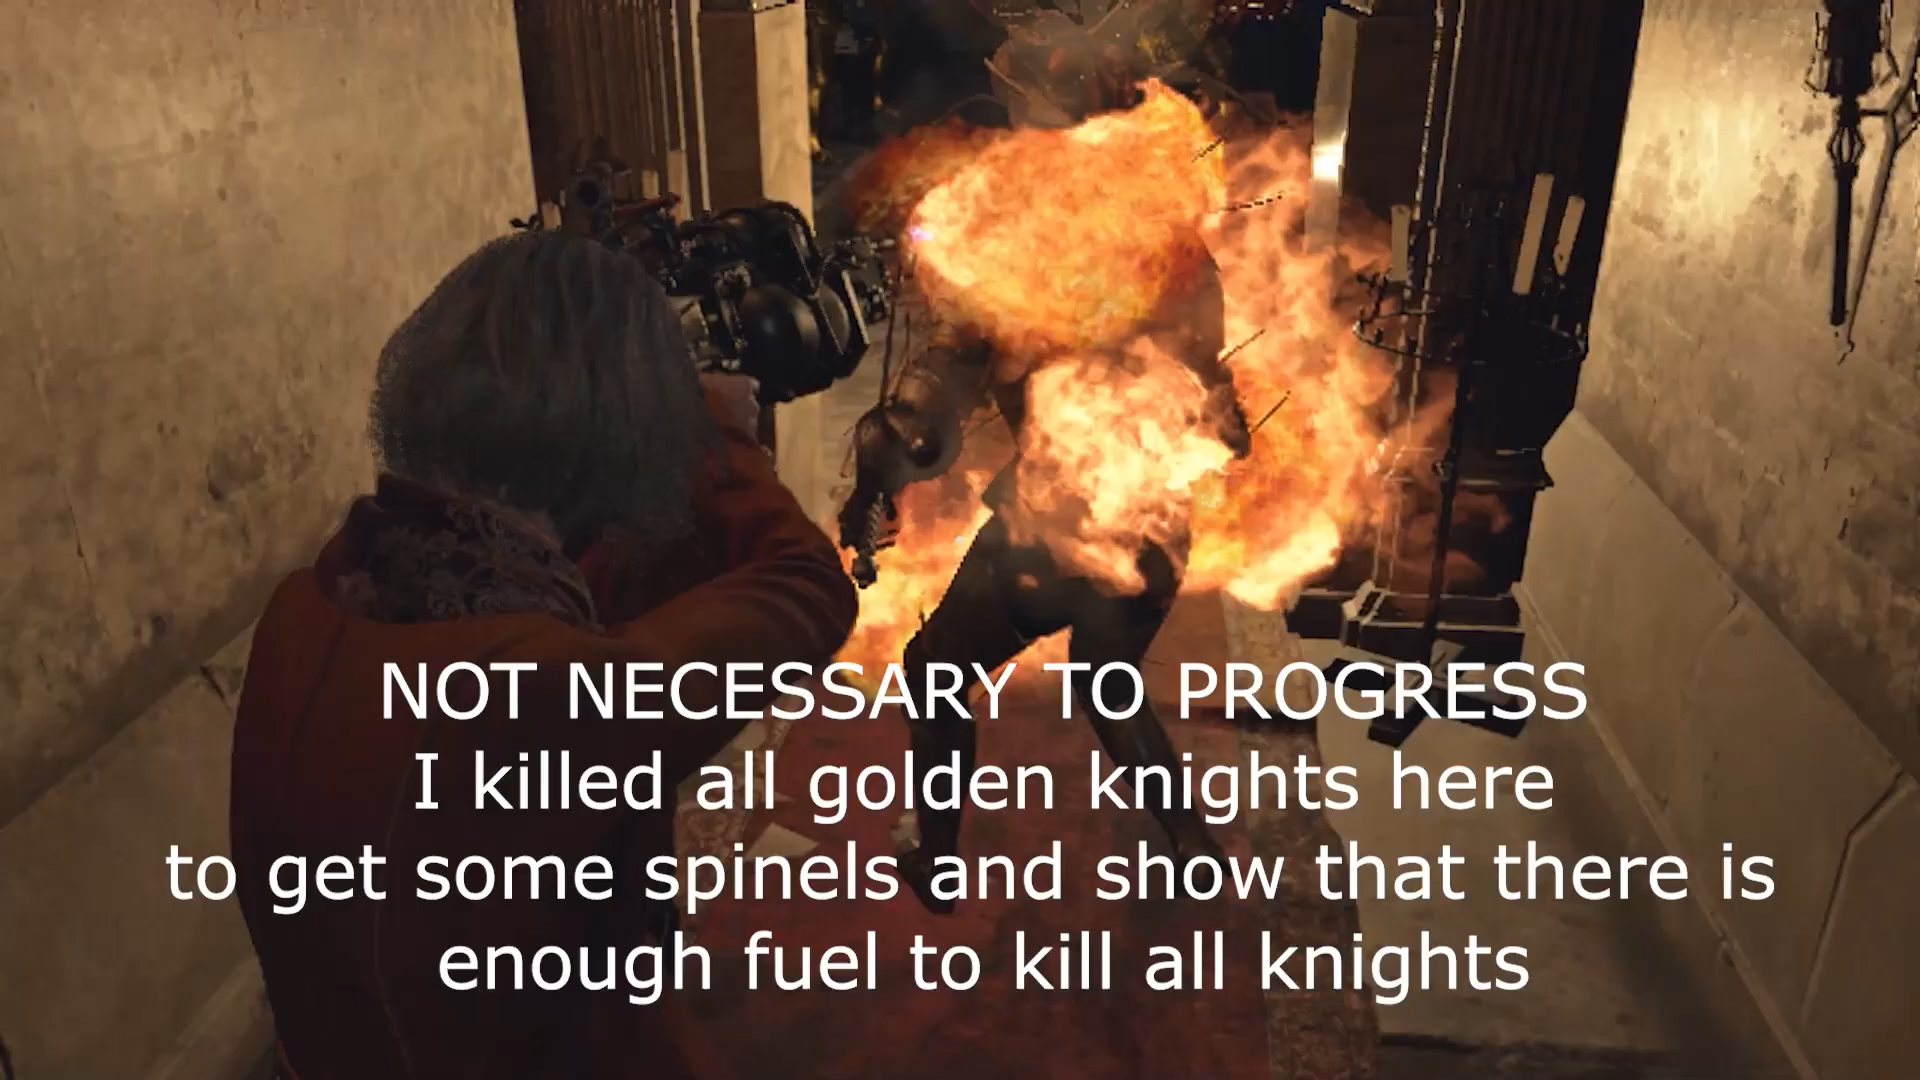 NOT NECESSARY TO PROGRESS
I killed all golden knights here
to get some spinels and show that there is
enough fuel to kill all knights